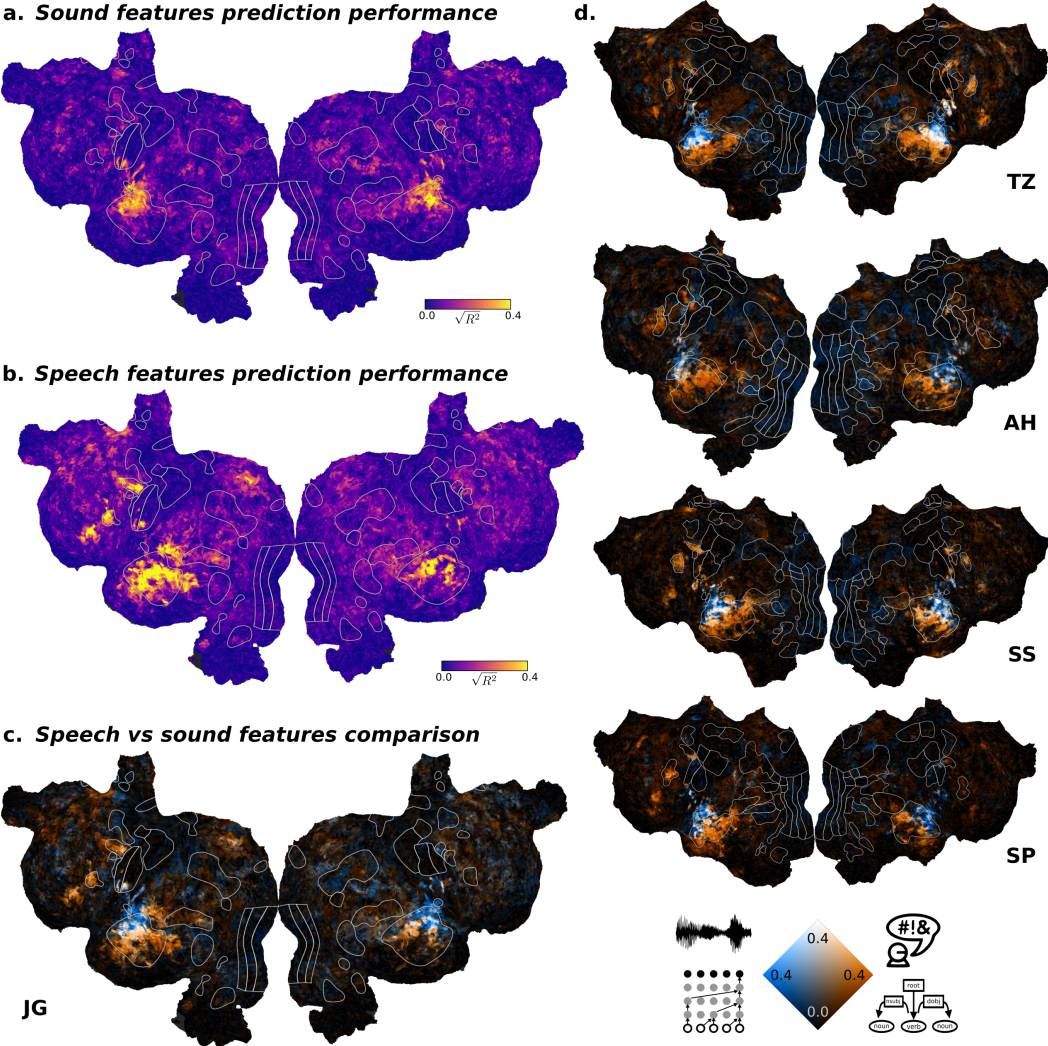 a. Sound features prediction performance
0.0 √R² 0.4
b. Speech features prediction performance
0.0 √R² 0.4
c. Speech vs sound features comparison
JG
d.
TZ
AH
SS
SP
0.4
0.4 0.4
0.0
#!&
root
nsubj dobj
noun verb noun